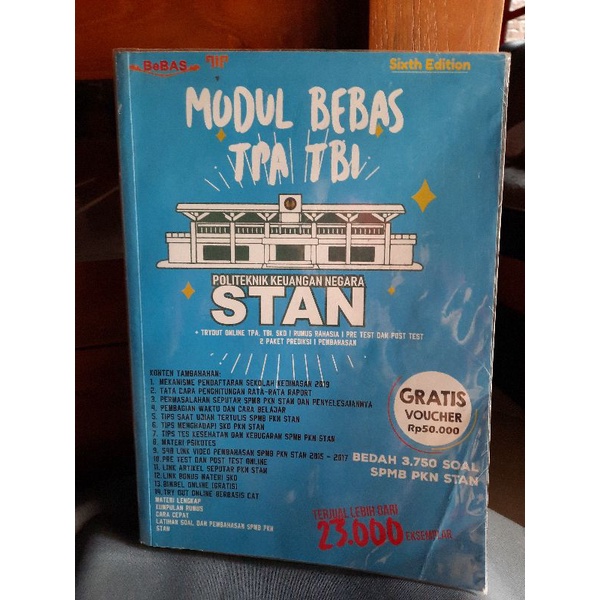 BeBAS
Sixth Edition
MODUL BEBAS
TPA TBI
POLITEKNIK KEUANGAN NEGARA
STAN
+ TRYOUT ONLINE TPA, TBI, SKD | RUMUS RAHASIA | PRE TEST DAN POST TEST
2 PAKET PREDIKSI | PEMBAHASAN
KONTEN TAMBAHAHAN:
1. MEKANISME PENDAFTARAN SEKOLAH KEDINASAN 2019
2. TATA CARA PENGHITUNGAN RATA-RATA RAPORT
3. PERMASALAHAN SEPUTAR SPMB PKN STAN DAN PENYELESAIANNYA
4. PEMBAGIAN WAKTU DAN CARA BELAJAR
5. TIPS SAAT UJIAN TERTULIS SPMB PKN STAN
6. TIPS MENGHADAPI SKD PKN STAN
7. TIPS TES KESEHATAN DAN KEBUGARAN SPMB PKN STAN
8. MATERI PSIKOTES
9. 548 LINK VIDEO PEMBAHASAN SPMB PKN STAN 2015 - 2017
10. PRE TEST DAN POST TEST ONLINE
11. LINK ARTIKEL SEPUTAR PKN STAN
12. LINK BONUS MATERI SKD
13. BIMBEL ONLINE (GRATIS)
14. TRY OUT ONLINE BERBASIS CAT
MATERI LENGKAP
KUMPULAN RUMUS
CARA CEPAT
LATIHAN SOAL DAN PEMBAHASAN SPMB PKN
STAN
GRATIS
VOUCHER
Rp50.000
BEDAH 3.750 SOAL
SPMB PKN STAN
TERJUAL LEBIH DARI
23.000 EKSEMPLAR